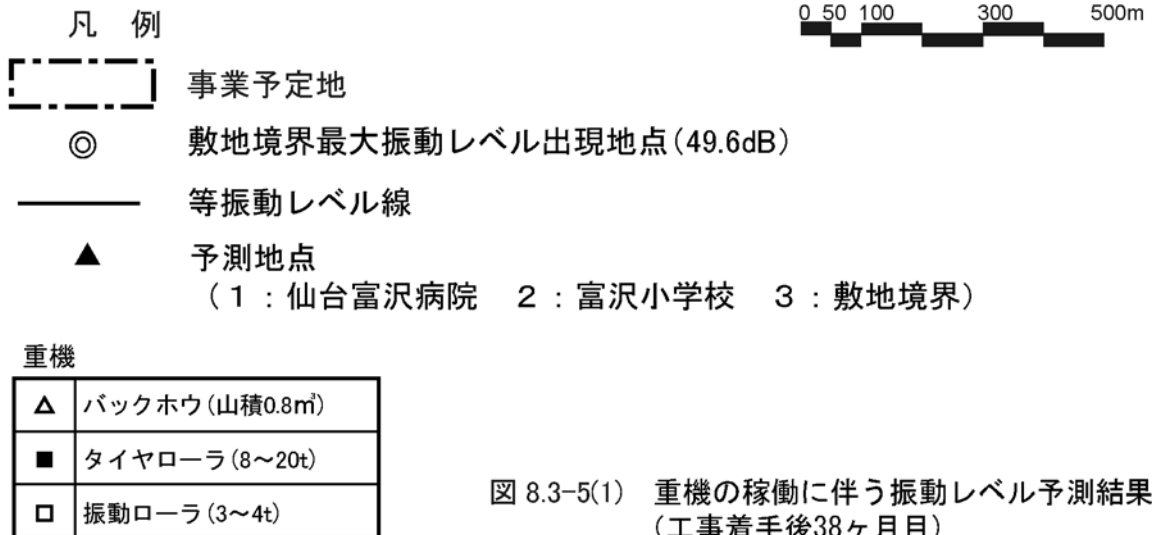 凡 例
0 50 100 300 500m
事業予定地
◎ 敷地境界最大振動レベル出現地点(49.6dB)
等振動レベル線
▲ 予測地点
(1:仙台富沢病院 2:富沢小学校 3:敷地境界)
重機
△ バックホウ(山積0.8㎥)
■ タイヤローラ(8～20t)
□ 振動ローラ(3～4t)
図 8.3-5(1) 重機の稼働に伴う振動レベル予測結果
(工事着手後38ヶ月目)